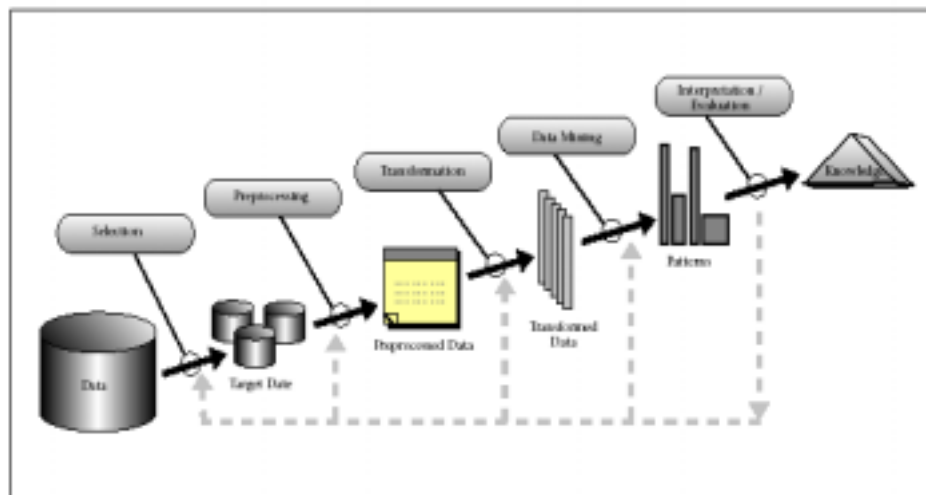 Interpretation /
Evaluation
Data Mining
Transformation
Preprocessing
Selection
Knowledge
Patterns
Transformed
Data
Preprocessed Data
Target Date
Data